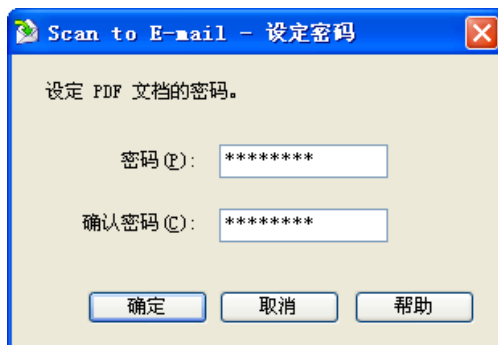 Scan to E-mail - 设定密码
设定 PDF 文档的密码。
密码(P): ********
确认密码(C): ********
确定 取消 帮助